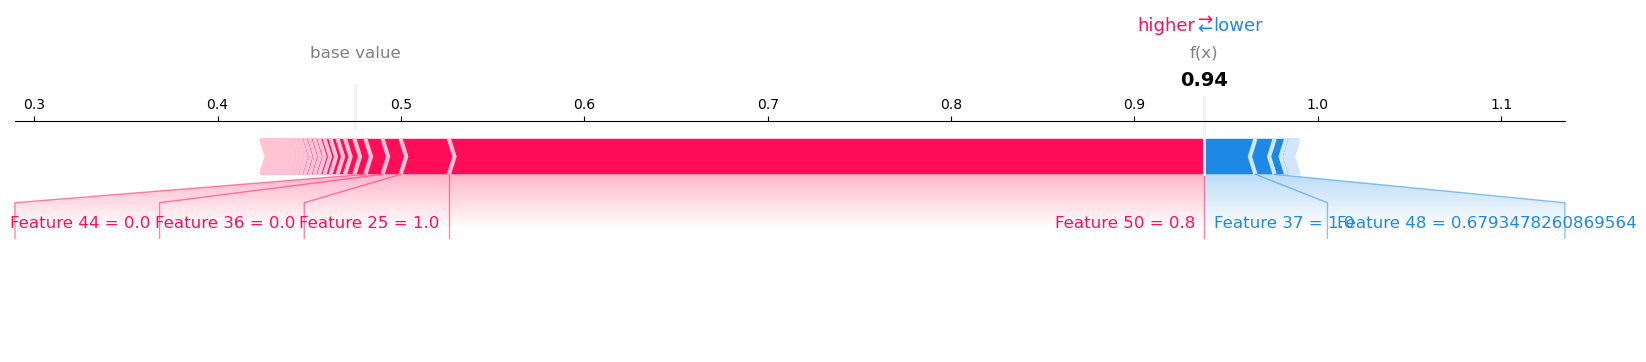 higher ⇄ lower
base value f(x)
0.94
0.3 0.4 0.5 0.6 0.7 0.8 0.9 1.0 1.1
Feature 44 = 0.0 Feature 36 = 0.0 Feature 25 = 1.0 Feature 50 = 0.8 Feature 37 = 1.0 Feature 48 = 0.6793478260869564